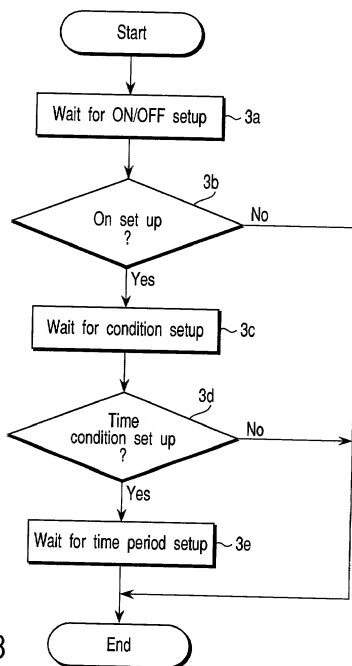 Start
Wait for ON/OFF setup
3a
3b
On set up
?
No
Yes
Wait for condition setup
3c
3d
Time
condition set up
?
No
Yes
Wait for time period setup
3e
End